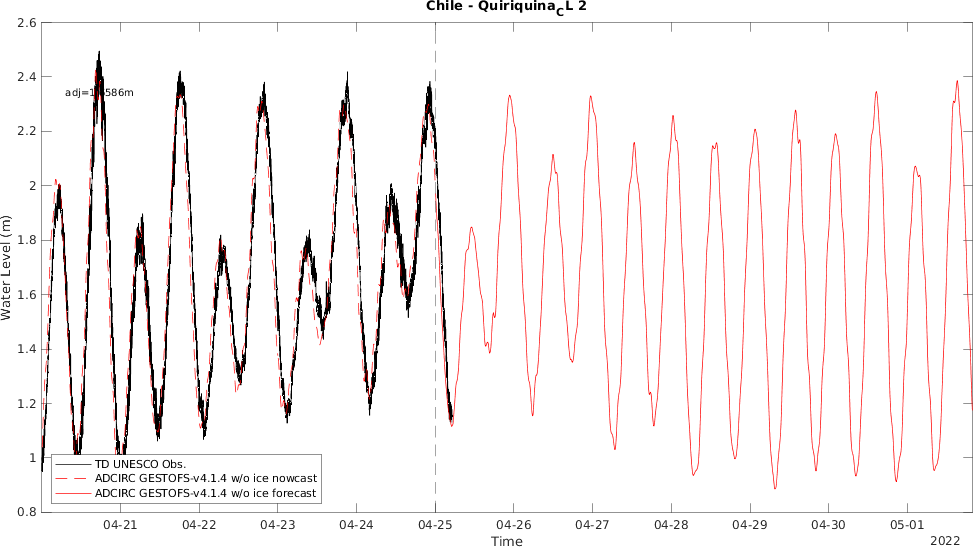 Chile - Quiriquina_CL 2
2.6
2.4
2.2
2
1.8
1.6
1.4
1.2
1
0.8
Water Level (m)
TD UNESCO Obs.
ADCIRC GESTOFS-v4.1.4 w/o ice nowcast
ADCIRC GESTOFS-v4.1.4 w/o ice forecast
04-21 04-22 04-23 04-24 04-25 04-26 04-27 04-28 04-29 04-30 05-01
Time
2022